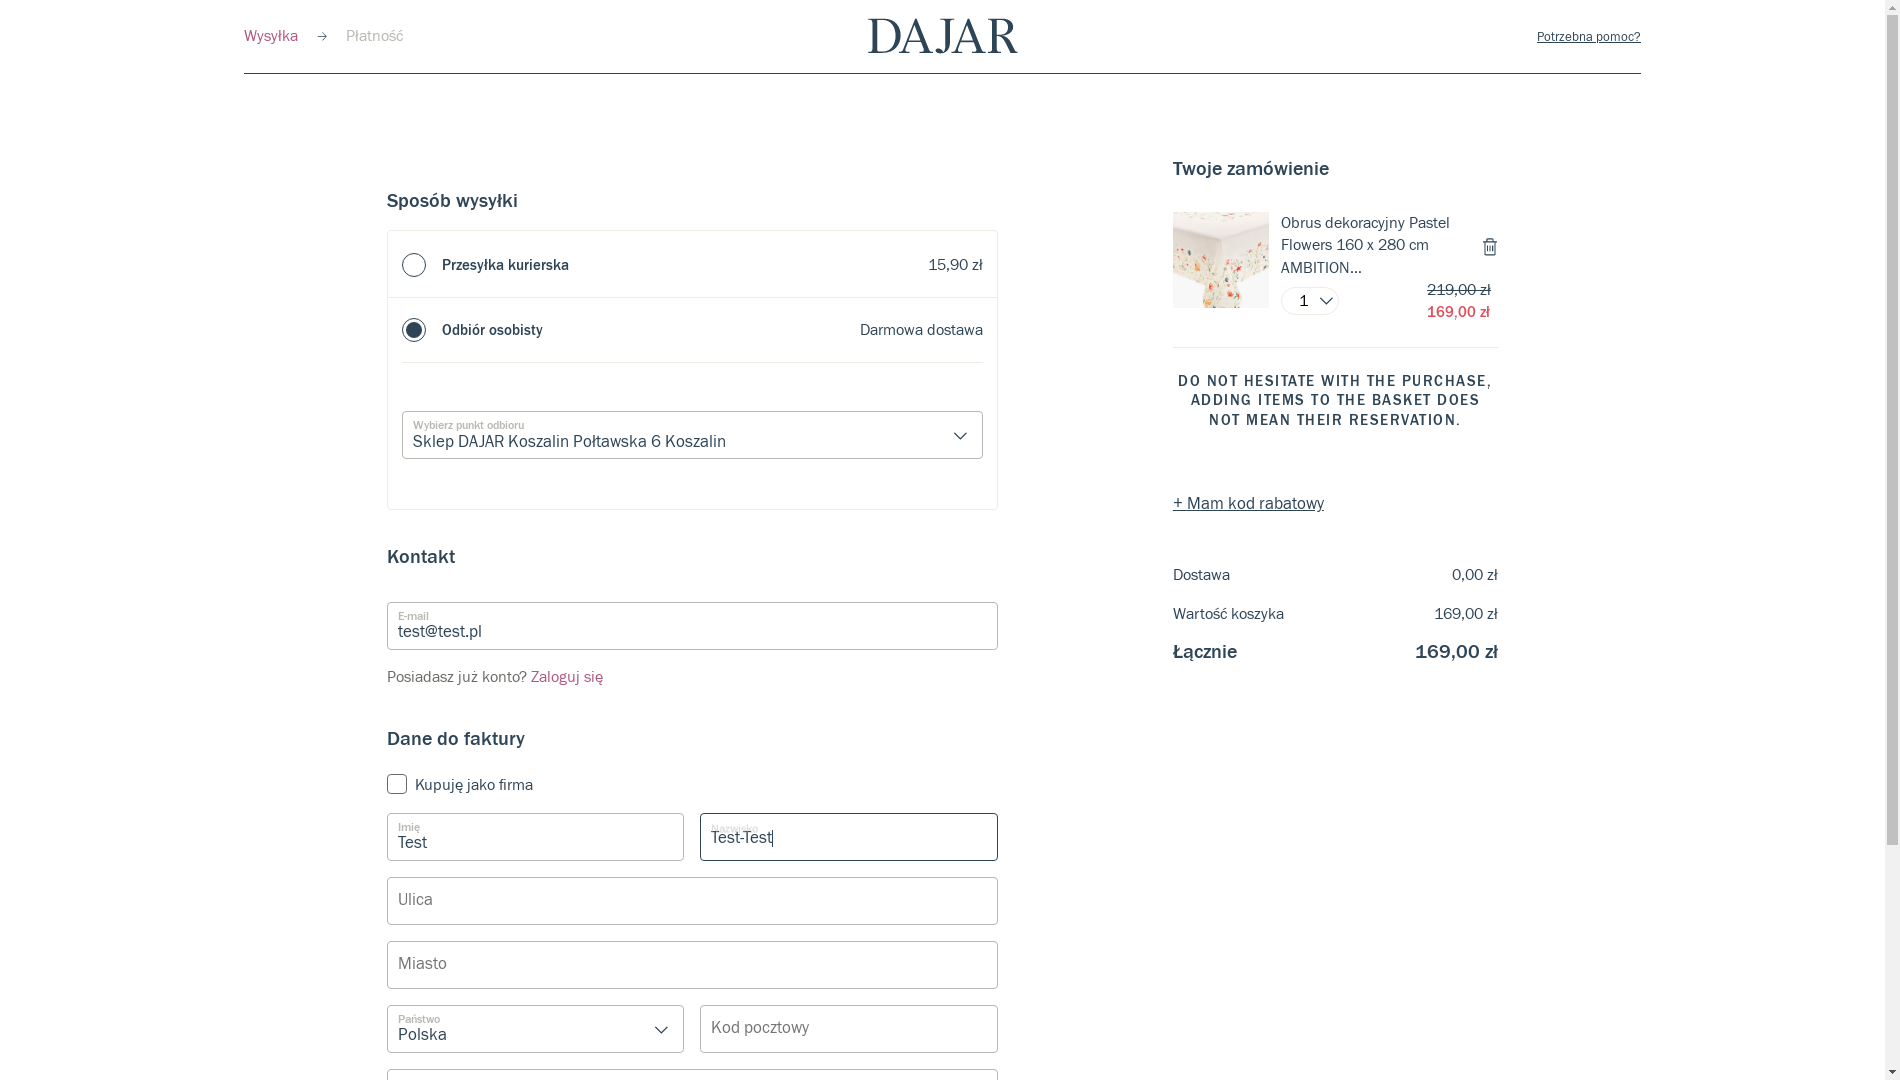 Wysyłka → Płatność
DAJAR
Potrzebna pomoc?
Sposób wysyłki
Przesyłka kurierska 15,90 zł
Odbiór osobisty Darmowa dostawa
Wybierz punkt odbioru
Sklep DAJAR Koszalin Połtawska 6 Koszalin
Kontakt
E-mail
test@test.pl
Posiadasz już konto? Zaloguj się
Dane do faktury
Kupuję jako firma
Imię
Test
Nazwisko
Test-Test
Ulica
Miasto
Państwo
Polska
Kod pocztowy
Twoje zamówienie
Obrus dekoracyjny Pastel
Flowers 160 x 280 cm
AMBITION...
1
219,00 zł
169,00 zł
DO NOT HESITATE WITH THE PURCHASE,
ADDING ITEMS TO THE BASKET DOES
NOT MEAN THEIR RESERVATION.
+ Mam kod rabatowy
Dostawa 0,00 zł
Wartość koszyka 169,00 zł
Łącznie 169,00 zł